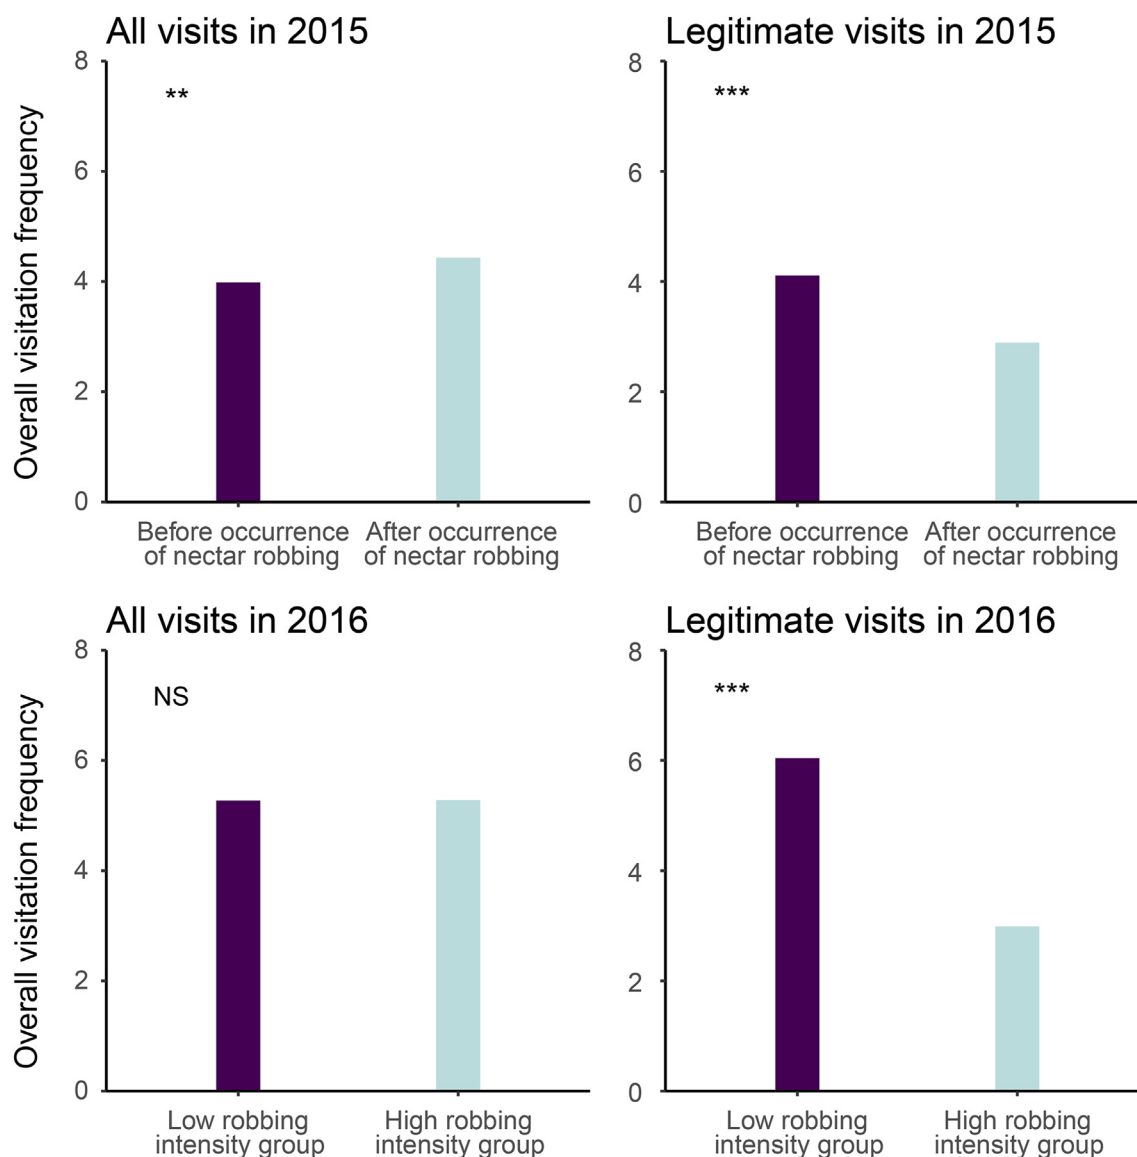 All visits in 2015
Overall visitation frequency
8
6
4
2
0
**
Before occurrence
of nectar robbing
After occurrence
of nectar robbing
Legitimate visits in 2015
8
6
4
2
0
***
Before occurrence
of nectar robbing
After occurrence
of nectar robbing
All visits in 2016
Overall visitation frequency
8
6
4
2
0
NS
Low robbing
intensity group
High robbing
intensity group
Legitimate visits in 2016
8
6
4
2
0
***
Low robbing
intensity group
High robbing
intensity group